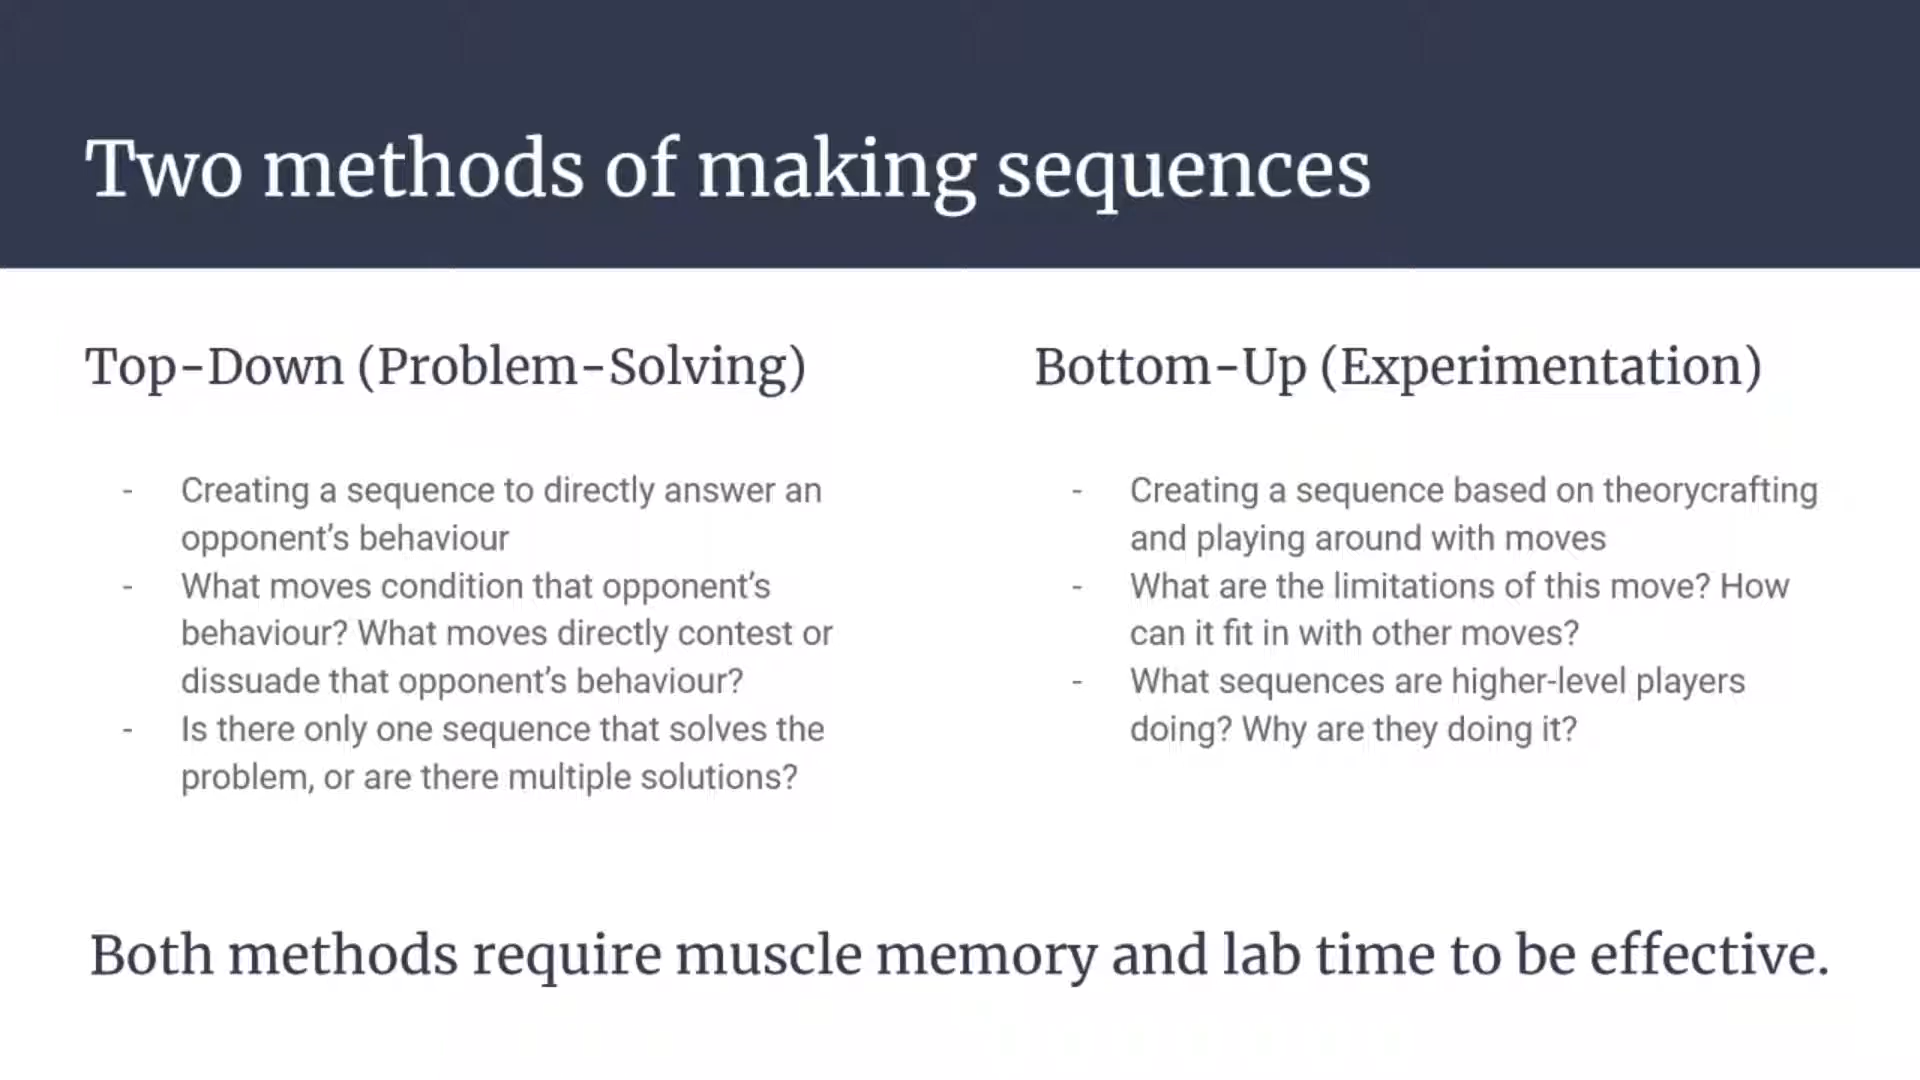 Two methods of making sequences
Top-Down (Problem-Solving)
- Creating a sequence to directly answer an
opponent's behaviour
- What moves condition that opponent's
behaviour? What moves directly contest or
dissuade that opponent's behaviour?
- Is there only one sequence that solves the
problem, or are there multiple solutions?
Bottom-Up (Experimentation)
- Creating a sequence based on theorycrafting
and playing around with moves
- What are the limitations of this move? How
can it fit in with other moves?
- What sequences are higher-level players
doing? Why are they doing it?
Both methods require muscle memory and lab time to be effective.